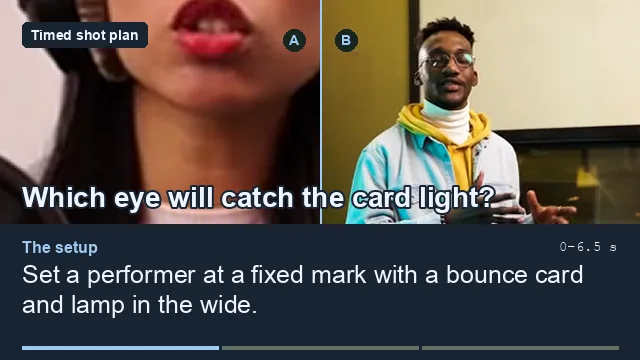 Timed shot plan
A
B
Which eye will catch the card light?
The setup
0–6.5 s
Set a performer at a fixed mark with a bounce card
and lamp in the wide.